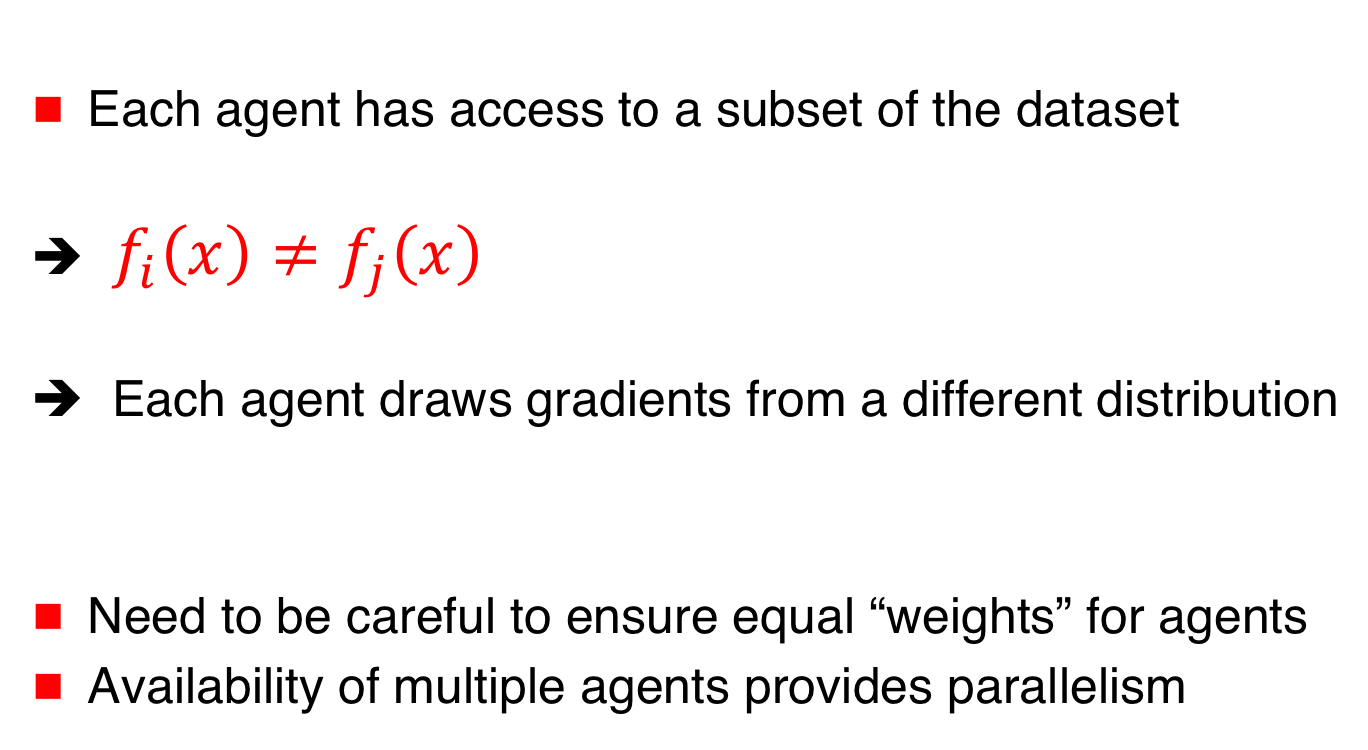 ■ Each agent has access to a subset of the dataset
➔ fᵢ(x) ≠ fⱼ(x)
➔ Each agent draws gradients from a different distribution
■ Need to be careful to ensure equal “weights” for agents
■ Availability of multiple agents provides parallelism